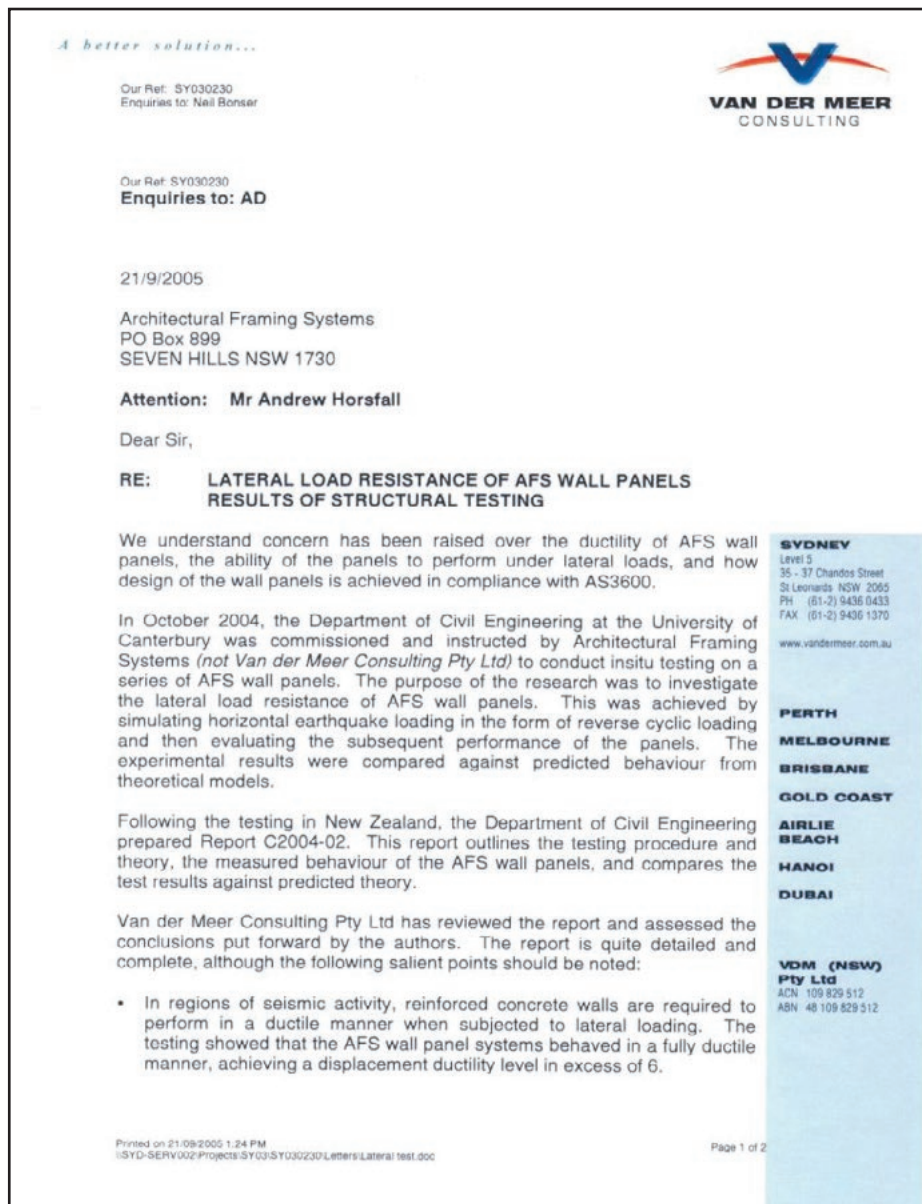 A better solution...
Our Ref: SY030230
Enquiries to: Neil Bonser
VAN DER MEER
CONSULTING
Our Ref: SY030230
Enquiries to: AD
21/9/2005
Architectural Framing Systems
PO Box 899
SEVEN HILLS NSW 1730
Attention: Mr Andrew Horsfall
Dear Sir,
RE: LATERAL LOAD RESISTANCE OF AFS WALL PANELS
RESULTS OF STRUCTURAL TESTING
We understand concern has been raised over the ductility of AFS wall
panels, the ability of the panels to perform under lateral loads, and how
design of the wall panels is achieved in compliance with AS3600.
In October 2004, the Department of Civil Engineering at the University of
Canterbury was commissioned and instructed by Architectural Framing
Systems (not Van der Meer Consulting Pty Ltd) to conduct insitu testing on a
series of AFS wall panels. The purpose of the research was to investigate
the lateral load resistance of AFS wall panels. This was achieved by
simulating horizontal earthquake loading in the form of reverse cyclic loading
and then evaluating the subsequent performance of the panels. The
experimental results were compared against predicted behaviour from
theoretical models.
Following the testing in New Zealand, the Department of Civil Engineering
prepared Report C2004-02. This report outlines the testing procedure and
theory, the measured behaviour of the AFS wall panels, and compares the
test results against predicted theory.
Van der Meer Consulting Pty Ltd has reviewed the report and assessed the
conclusions put forward by the authors. The report is quite detailed and
complete, although the following salient points should be noted:
• In regions of seismic activity, reinforced concrete walls are required to
perform in a ductile manner when subjected to lateral loading. The
testing showed that the AFS wall panel systems behaved in a fully ductile
manner, achieving a displacement ductility level in excess of 6.
SYDNEY
Level 5
35 - 37 Chandos Street
St Leonards NSW 2065
PH (61-2) 9436 0433
FAX (61-2) 9436 1370
www.vandermeer.com.au
PERTH
MELBOURNE
BRISBANE
GOLD COAST
AIRLIE
BEACH
HANOI
DUBAI
VDM (NSW)
Pty Ltd
ACN 109 829 512
ABN 48 109 829 512
Printed on 21/09/2005 1:24 PM
\\SYD-SERV002\Projects\SY03\SY030230\Letters\Lateral test.doc
Page 1 of 2